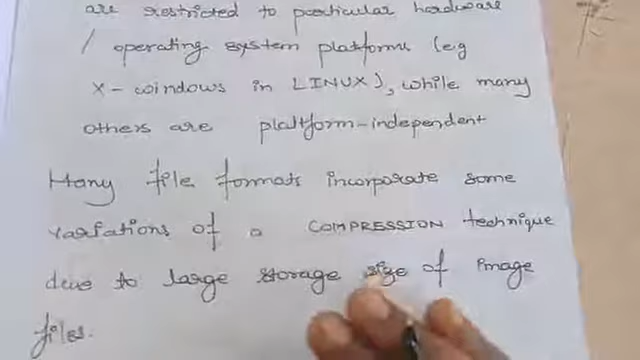 are restricted to particular hardware
/ operating system platforms (eg
X-windows in LINUX), while many
others are platform-independent
Many file formats incorporate some
variations of a COMPRESSION technique
due to large storage size of image
files.